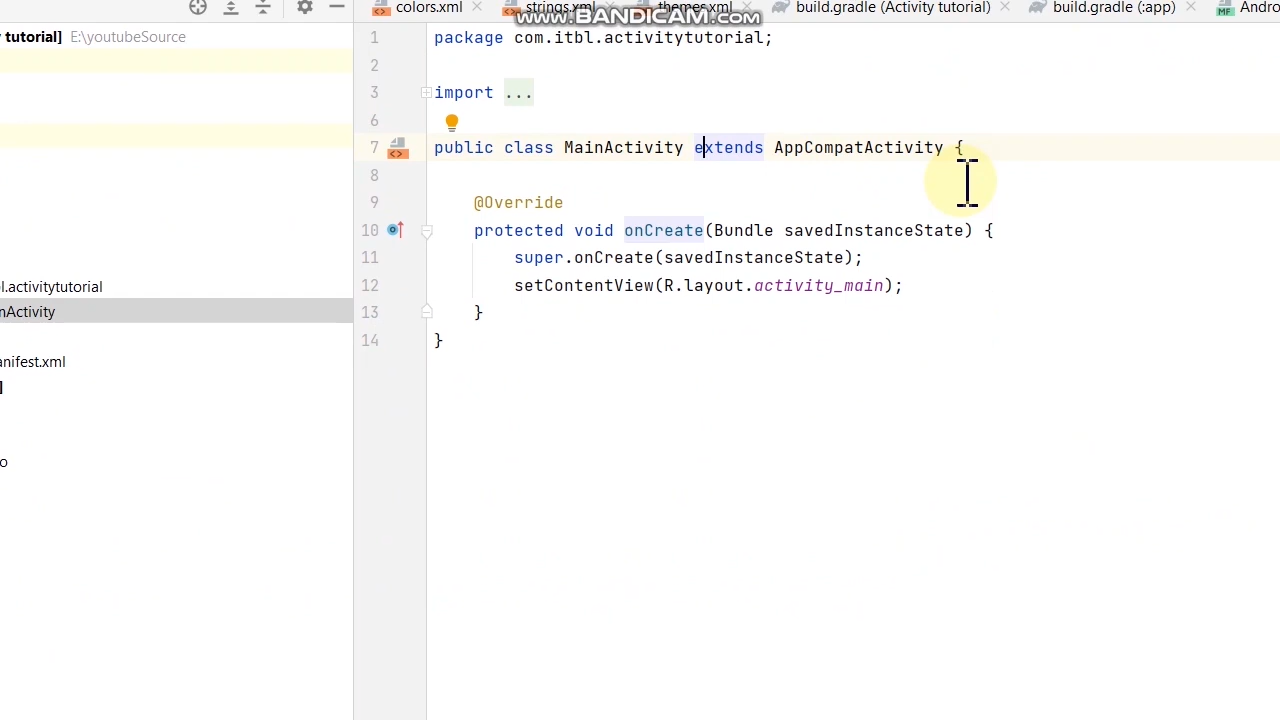 colors.xml strings.xml themes.xml build.gradle (Activity tutorial) build.gradle (:app) Andro
www.BANDICAM.com
tutorial] E:\youtubeSource
l.activitytutorial
nActivity
anifest.xml
]
o
1 package com.itbl.activitytutorial;
2
3 import ...
6
7 public class MainActivity extends AppCompatActivity {
8
9 @Override
10 protected void onCreate(Bundle savedInstanceState) {
11 super.onCreate(savedInstanceState);
12 setContentView(R.layout.activity_main);
13 }
14 }